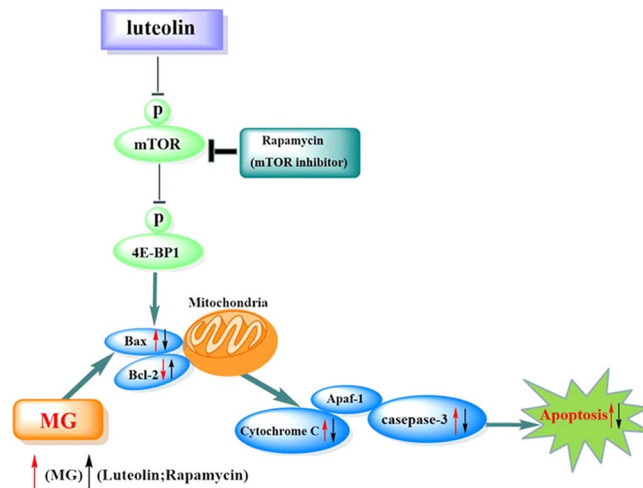 luteolin
p
mTOR
Rapamycin
(mTOR inhibitor)
p
4E-BP1
Mitochondria
Bax
Bcl-2
Apaf-1
MG
Cytochrome C
casepase-3
Apoptosis
(MG) (Luteolin;Rapamycin)